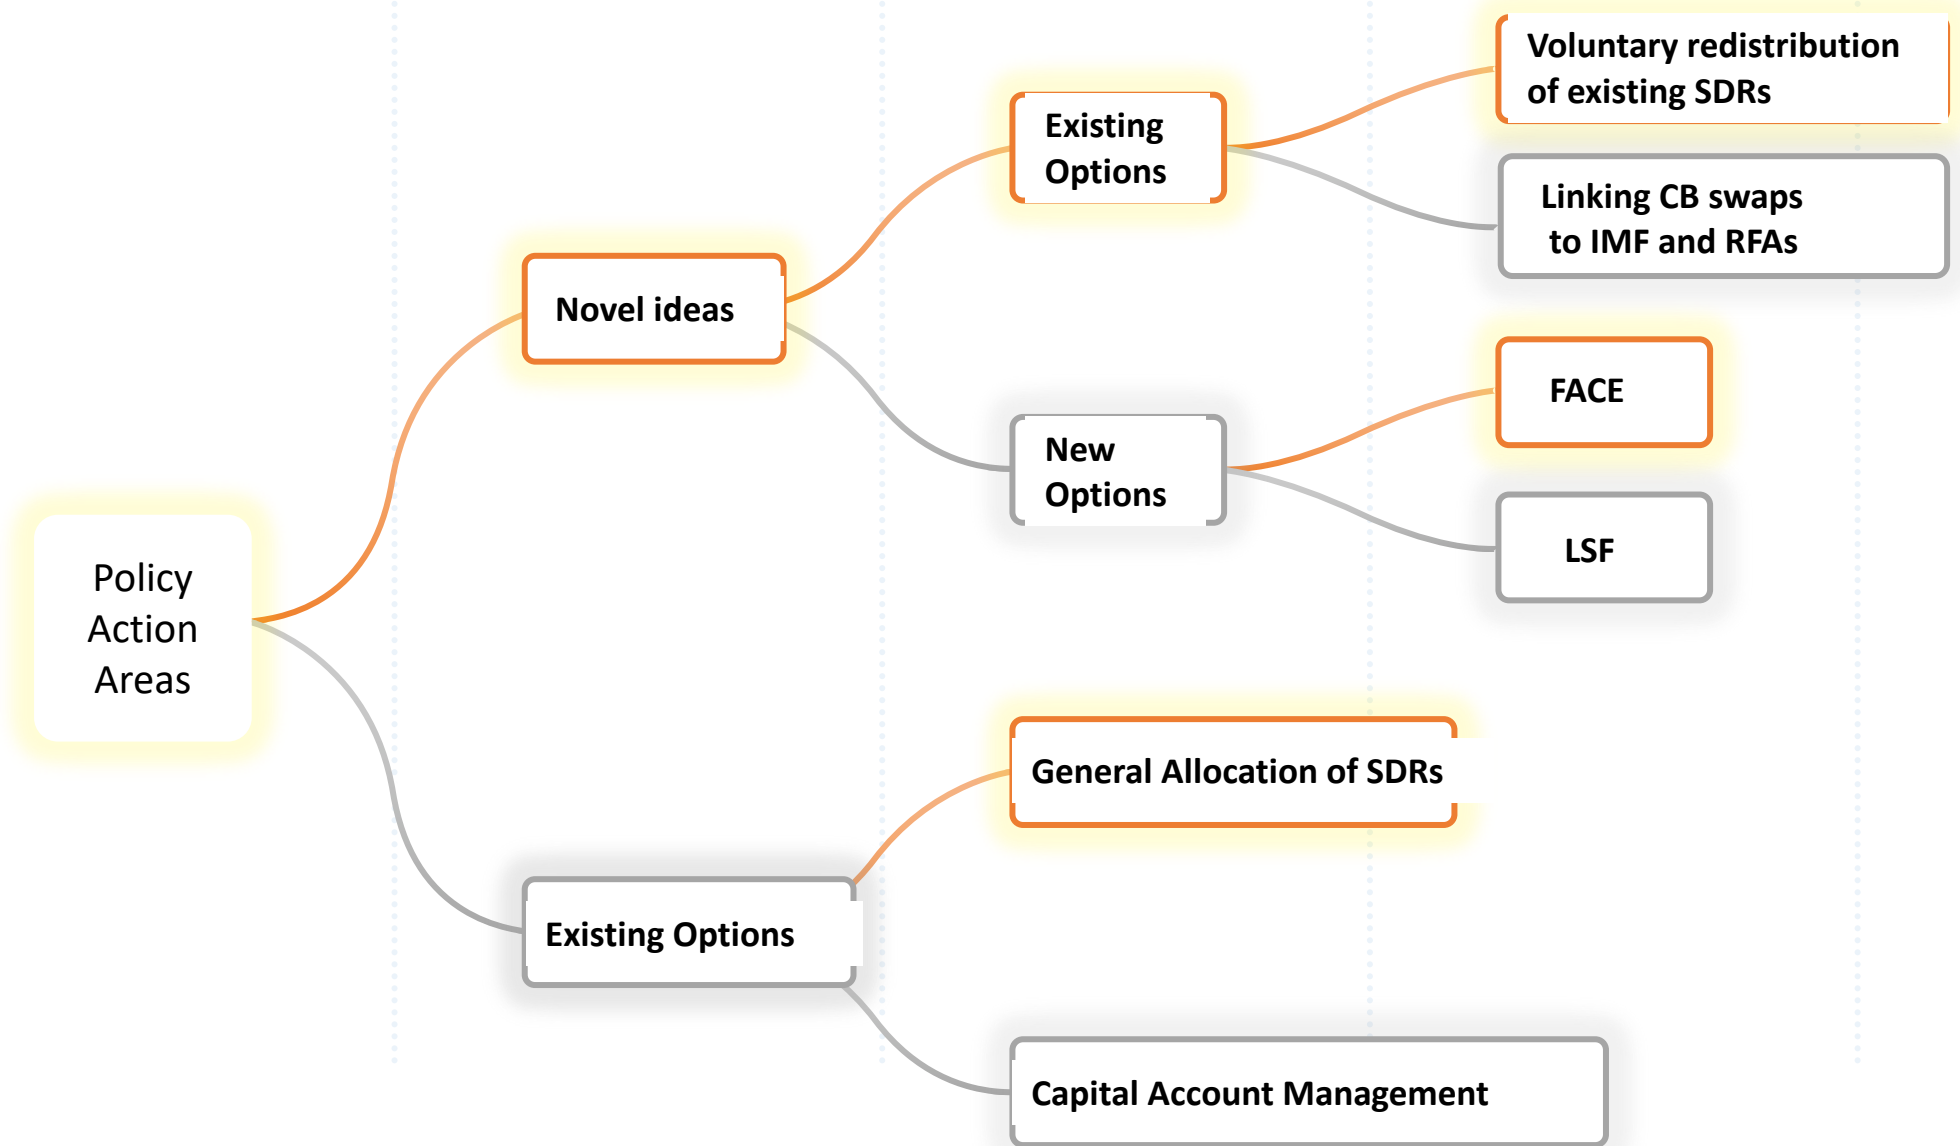 Policy
Action
Areas
Novel ideas
Existing
Options
Voluntary redistribution
of existing SDRs
Linking CB swaps
to IMF and RFAs
New
Options
FACE
LSF
Existing Options
General Allocation of SDRs
Capital Account Management